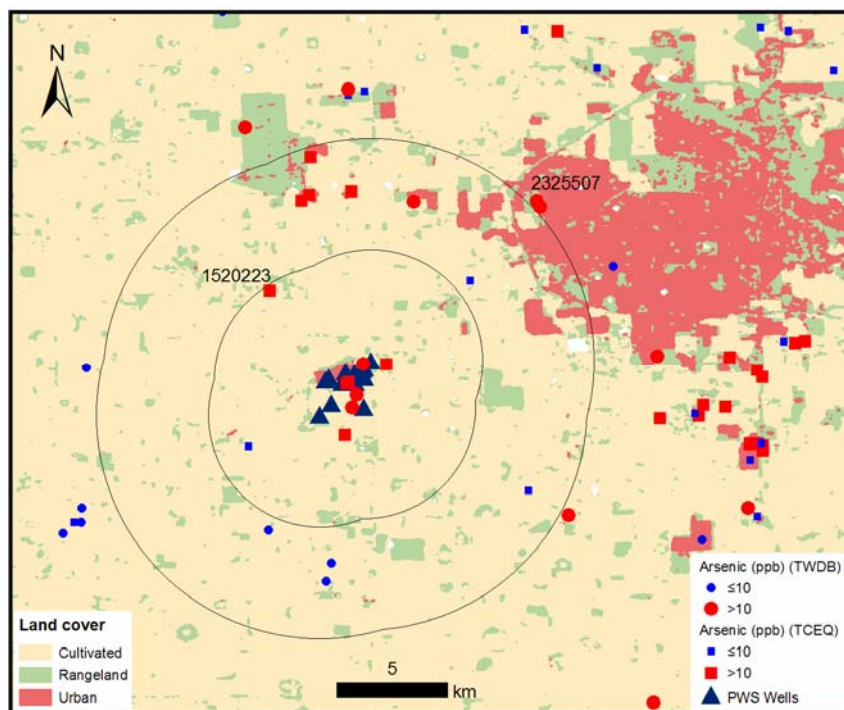 N
2325507
1520223
Land cover
Cultivated
Rangeland
Urban
5
km
Arsenic (ppb) (TWDB)
≤10
>10
Arsenic (ppb) (TCEQ)
≤10
>10
PWS Wells